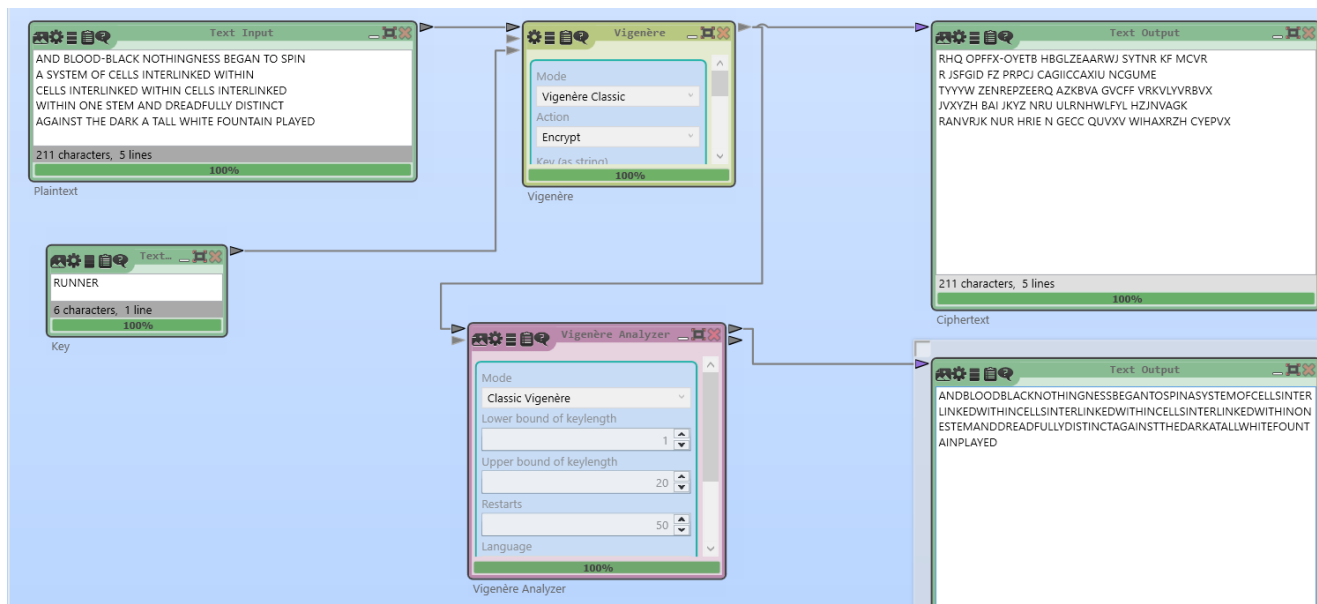 Text Input
AND BLOOD-BLACK NOTHINGNESS BEGAN TO SPIN
A SYSTEM OF CELLS INTERLINKED WITHIN
CELLS INTERLINKED WITHIN CELLS INTERLINKED
WITHIN ONE STEM AND DREADFULLY DISTINCT
AGAINST THE DARK A TALL WHITE FOUNTAIN PLAYED
211 characters, 5 lines
100%
Plaintext
Vigenère
Mode
Vigenère Classic
Action
Encrypt
Key (as string)
100%
Vigenère
Text Output
RHQ OPFFX-OYETB HBGLZEAARWJ SYTNR KF MCVR
R JSFGID FZ PRPCJ CAGIICCAXIU NCGUME
TYYYW ZENREPZEERQ AZKBVA GVCFF VRKVLYVRBVX
JVXYZH BAI JKYZ NRU ULRNHWLFYL HZJNVAGK
RANVRJK NUR HRIE N GECC QUVXV WIHAXRZH CYEPVX
211 characters, 5 lines
100%
Ciphertext
Text...
RUNNER
6 characters, 1 line
100%
Key
Vigenère Analyzer
Mode
Classic Vigenère
Lower bound of keylength
1
Upper bound of keylength
20
Restarts
50
Language
100%
Vigenère Analyzer
Text Output
ANDBLOODBLACKNOTHINGNESSBEGANTOSPINASYSTEMOFCELLSINTER
LINKEDWITHINCELLSINTERLINKEDWITHINCELLSINTERLINKEDWITHINON
ESTEMANDDREADFULLYDISTINCTAGAINSTTHEDARKATALLWHITEFOUNT
AINPLAYED